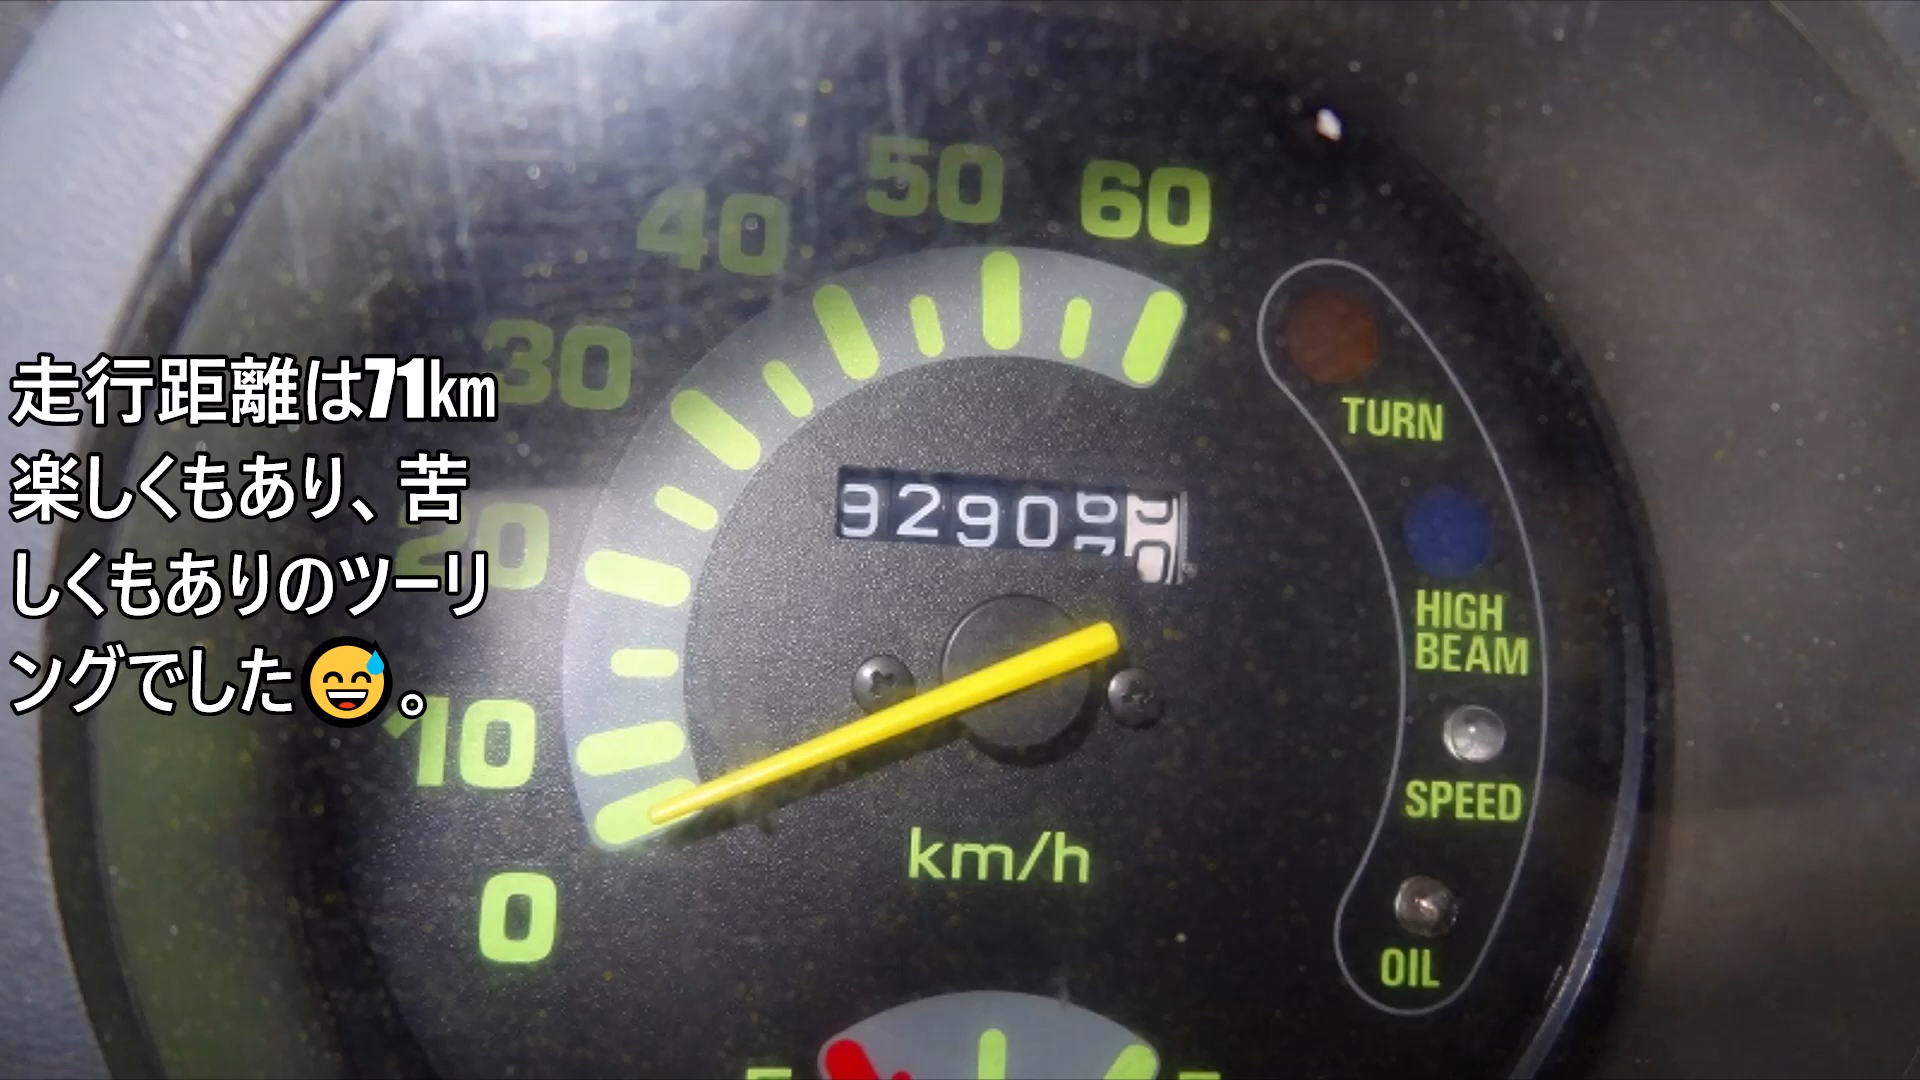 走行距離は71㎞
楽しくもあり、苦
しくもありのツーリ
ングでした😅。
50
60
40
30
20
10
0
3290
km/h
TURN
HIGH
BEAM
SPEED
OIL